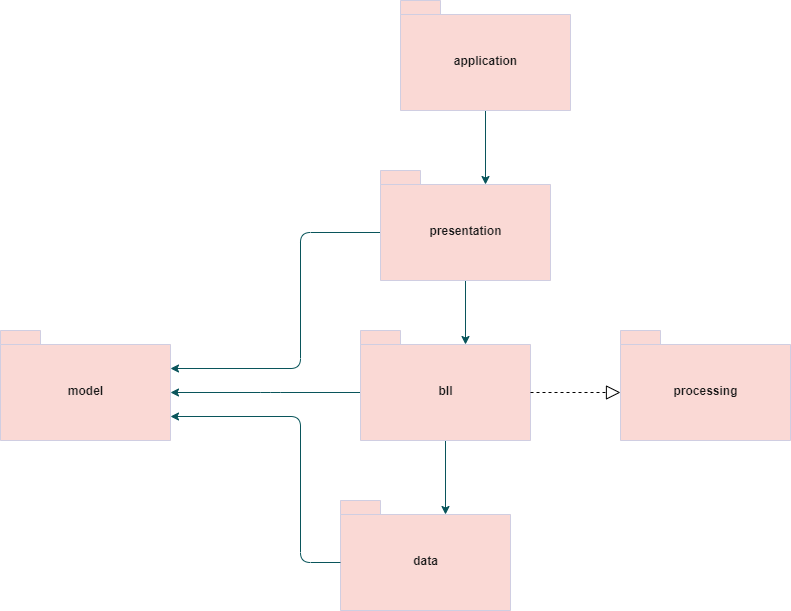 application
presentation
model
bll
processing
data